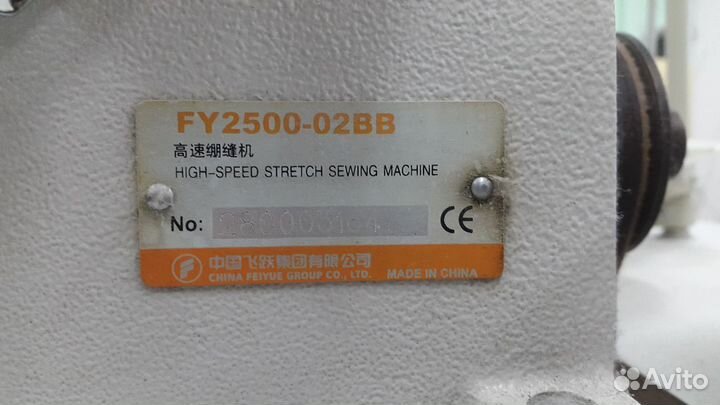 FY2500-02BB
高速绷缝机
HIGH-SPEED STRETCH SEWING MACHINE
No:
CE
中国飞跃集团有限公司
CHINA FEIYUE GROUP CO., LTD. MADE IN CHINA
Avito